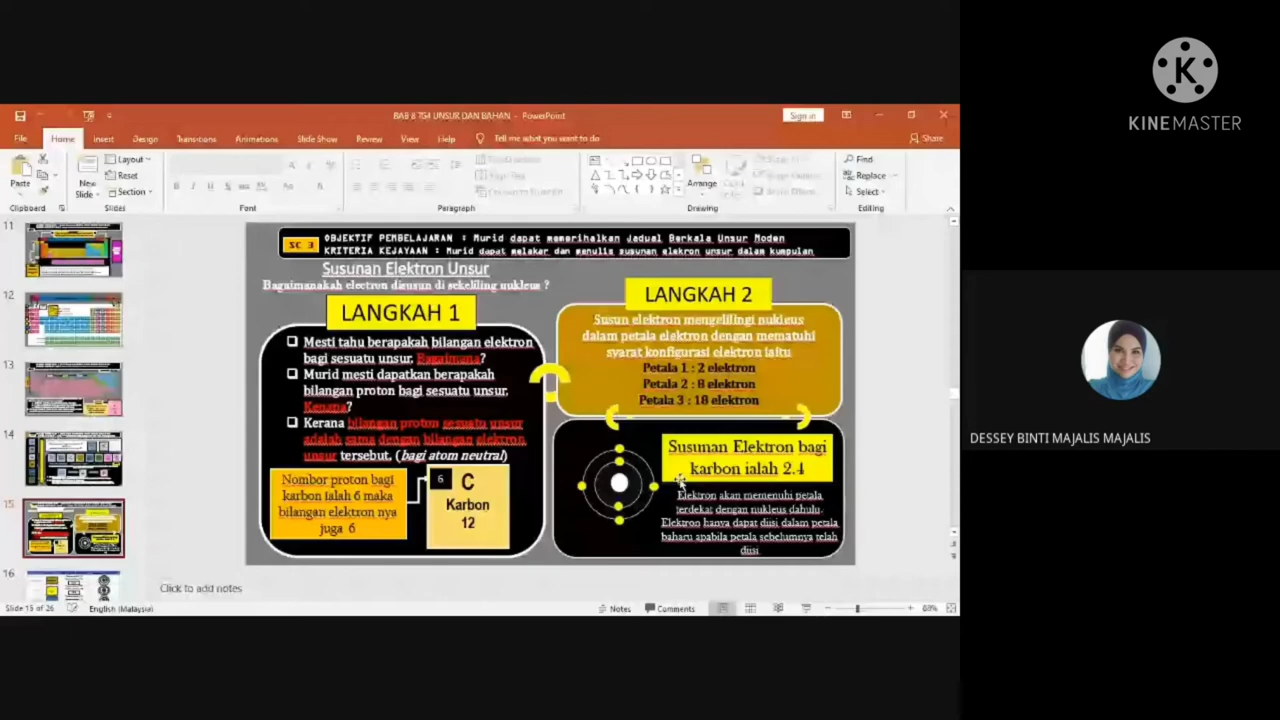 KINEMASTER
BAB 8 TS4 UNSUR DAN BAHAN - PowerPoint
Sign in
File Home Insert Design Transitions Animations Slide Show Review View Help Tell me what you want to do
Share
Paste
New
Slide
Layout
Reset
Section
Arrange
Find
Replace
Select
Clipboard
Slides
Font
Paragraph
Drawing
Editing
11
12
13
14
15
16
SC 3
OBJEKTIF PEMBELAJARAN : Murid dapat memerihalkan Jadual Berkala Unsur Moden
KRITERIA KEJAYAAN : Murid dapat melakar dan menulis susunan elekron unsur dalam kumpulan
Susunan Elektron Unsur
Bagaimanakah electron disusun di sekeliling nukleus ?
LANGKAH 1
Mesti tahu berapakah bilangan elektron
bagi sesuatu unsur. Bagaimana?
Murid mesti dapatkan berapakah
bilangan proton bagi sesuatu unsur.
Kenapa?
Kerana bilangan proton sesuatu unsur
adalah sama dengan bilangan elektron
unsur tersebut. (bagi atom neutral)
Nombor proton bagi
karbon ialah 6 maka
bilangan elektron nya
juga 6
6
C
Karbon
12
LANGKAH 2
Susun elektron mengelilingi nukleus
dalam petala elektron dengan mematuhi
syarat konfigurasi elektron iaitu
Petala 1 : 2 elektron
Petala 2 : 8 elektron
Petala 3 : 18 elektron
Susunan Elektron bagi
karbon ialah 2.4
Elektron akan memenuhi petala
terdekat dengan nukleus dahulu.
Elektron hanya dapat diisi dalam petala
baharu apabila petala sebelumnya telah
diisi
Click to add notes
Slide 15 of 26
English (Malaysia)
Notes
Comments
68%
DESSEY BINTI MAJALIS MAJALIS